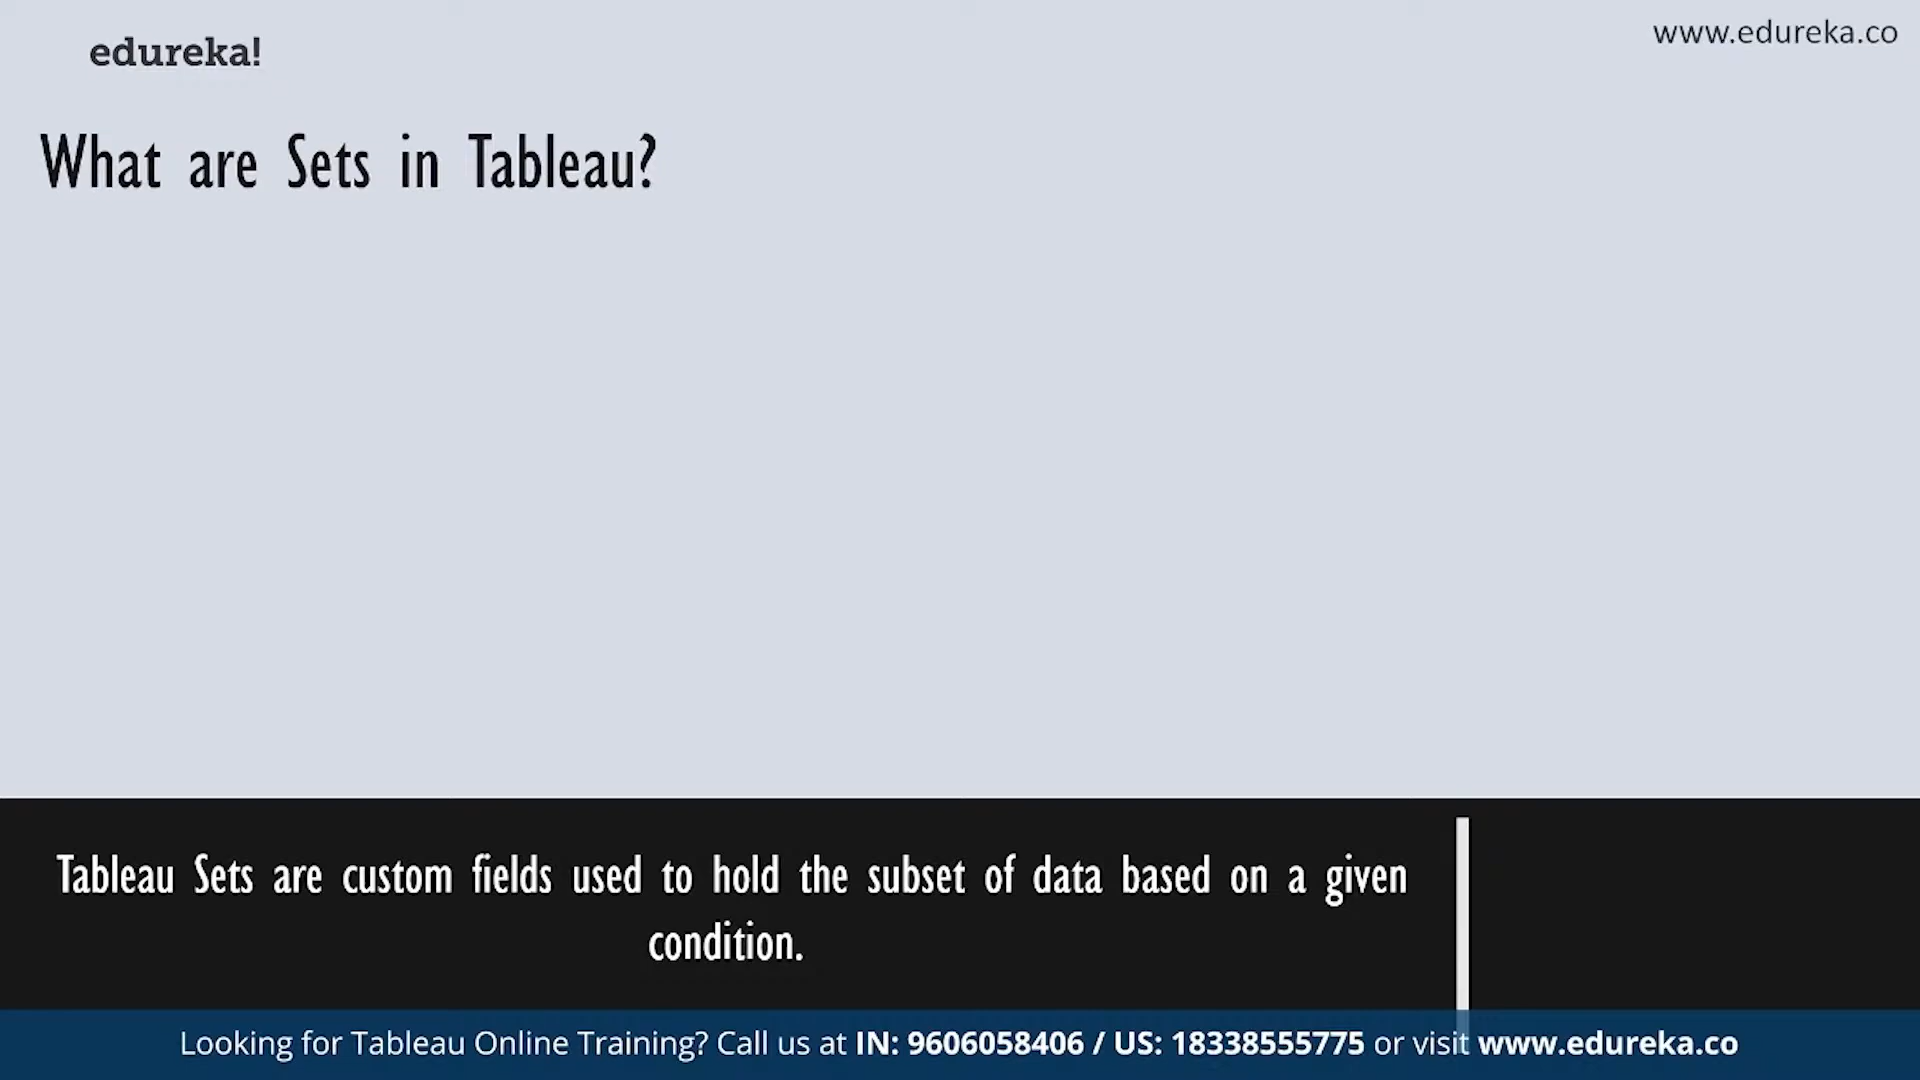 edureka!
www.edureka.co
What are Sets in Tableau?
Tableau Sets are custom fields used to hold the subset of data based on a given
condition.
Looking for Tableau Online Training? Call us at IN: 9606058406 / US: 18338555775 or visit www.edureka.co